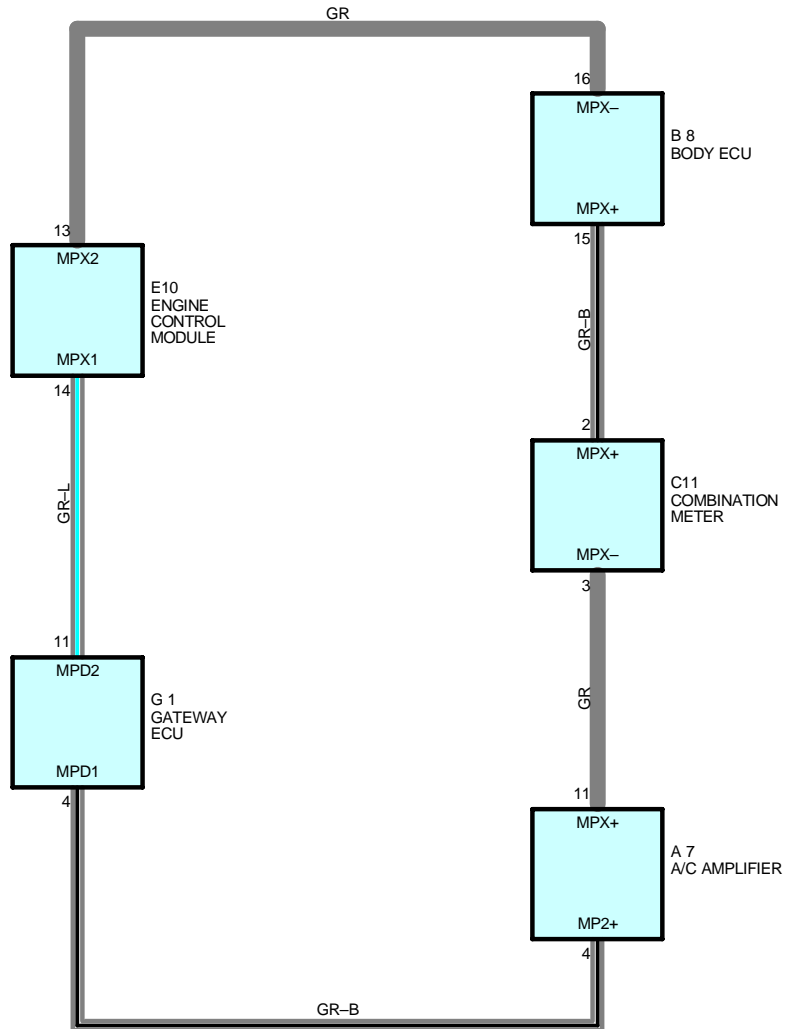 GR
16
MPX–
B 8
BODY ECU
MPX+
15
13
MPX2
E10
ENGINE
CONTROL
MODULE
MPX1
14
GR–B
2
MPX+
C11
COMBINATION
METER
MPX–
3
GR–L
11
MPD2
G 1
GATEWAY
ECU
MPD1
4
GR
11
MPX+
A 7
A/C AMPLIFIER
MP2+
4
GR–B